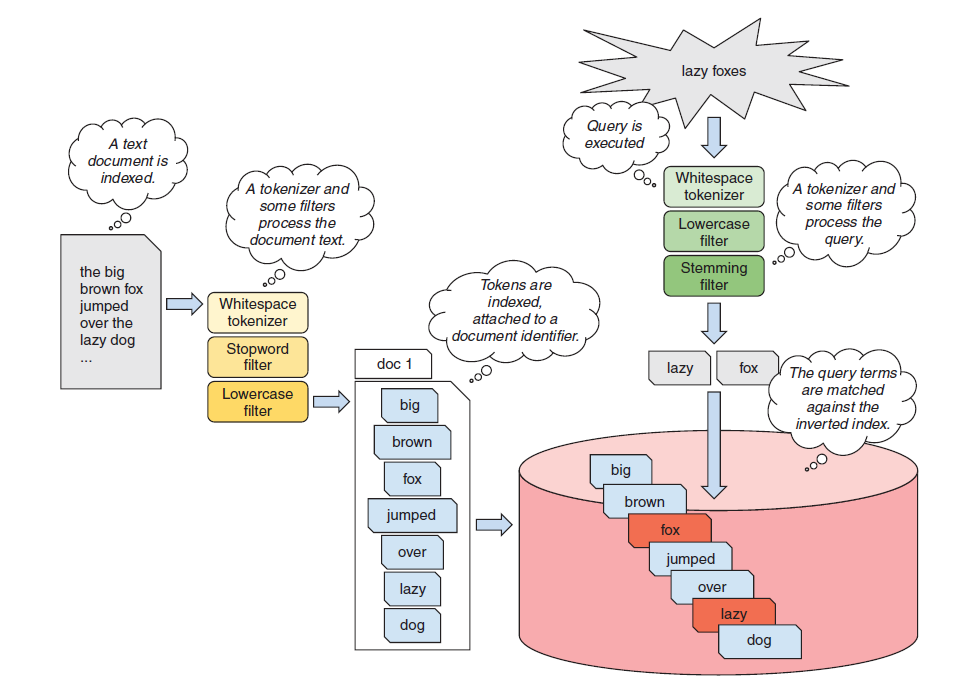 lazy foxes
Query is
executed
A text
document is
indexed.
the big
brown fox
jumped
over the
lazy dog
...
A tokenizer and
some filters
process the
document text.
Whitespace
tokenizer
Stopword
filter
Lowercase
filter
Tokens are
indexed,
attached to a
document identifier.
doc 1
big
brown
fox
jumped
over
lazy
dog
Whitespace
tokenizer
Lowercase
filter
Stemming
filter
A tokenizer and
some filters
process the
query.
lazy
fox
The query terms
are matched
against the
inverted index.
big
brown
fox
jumped
over
lazy
dog